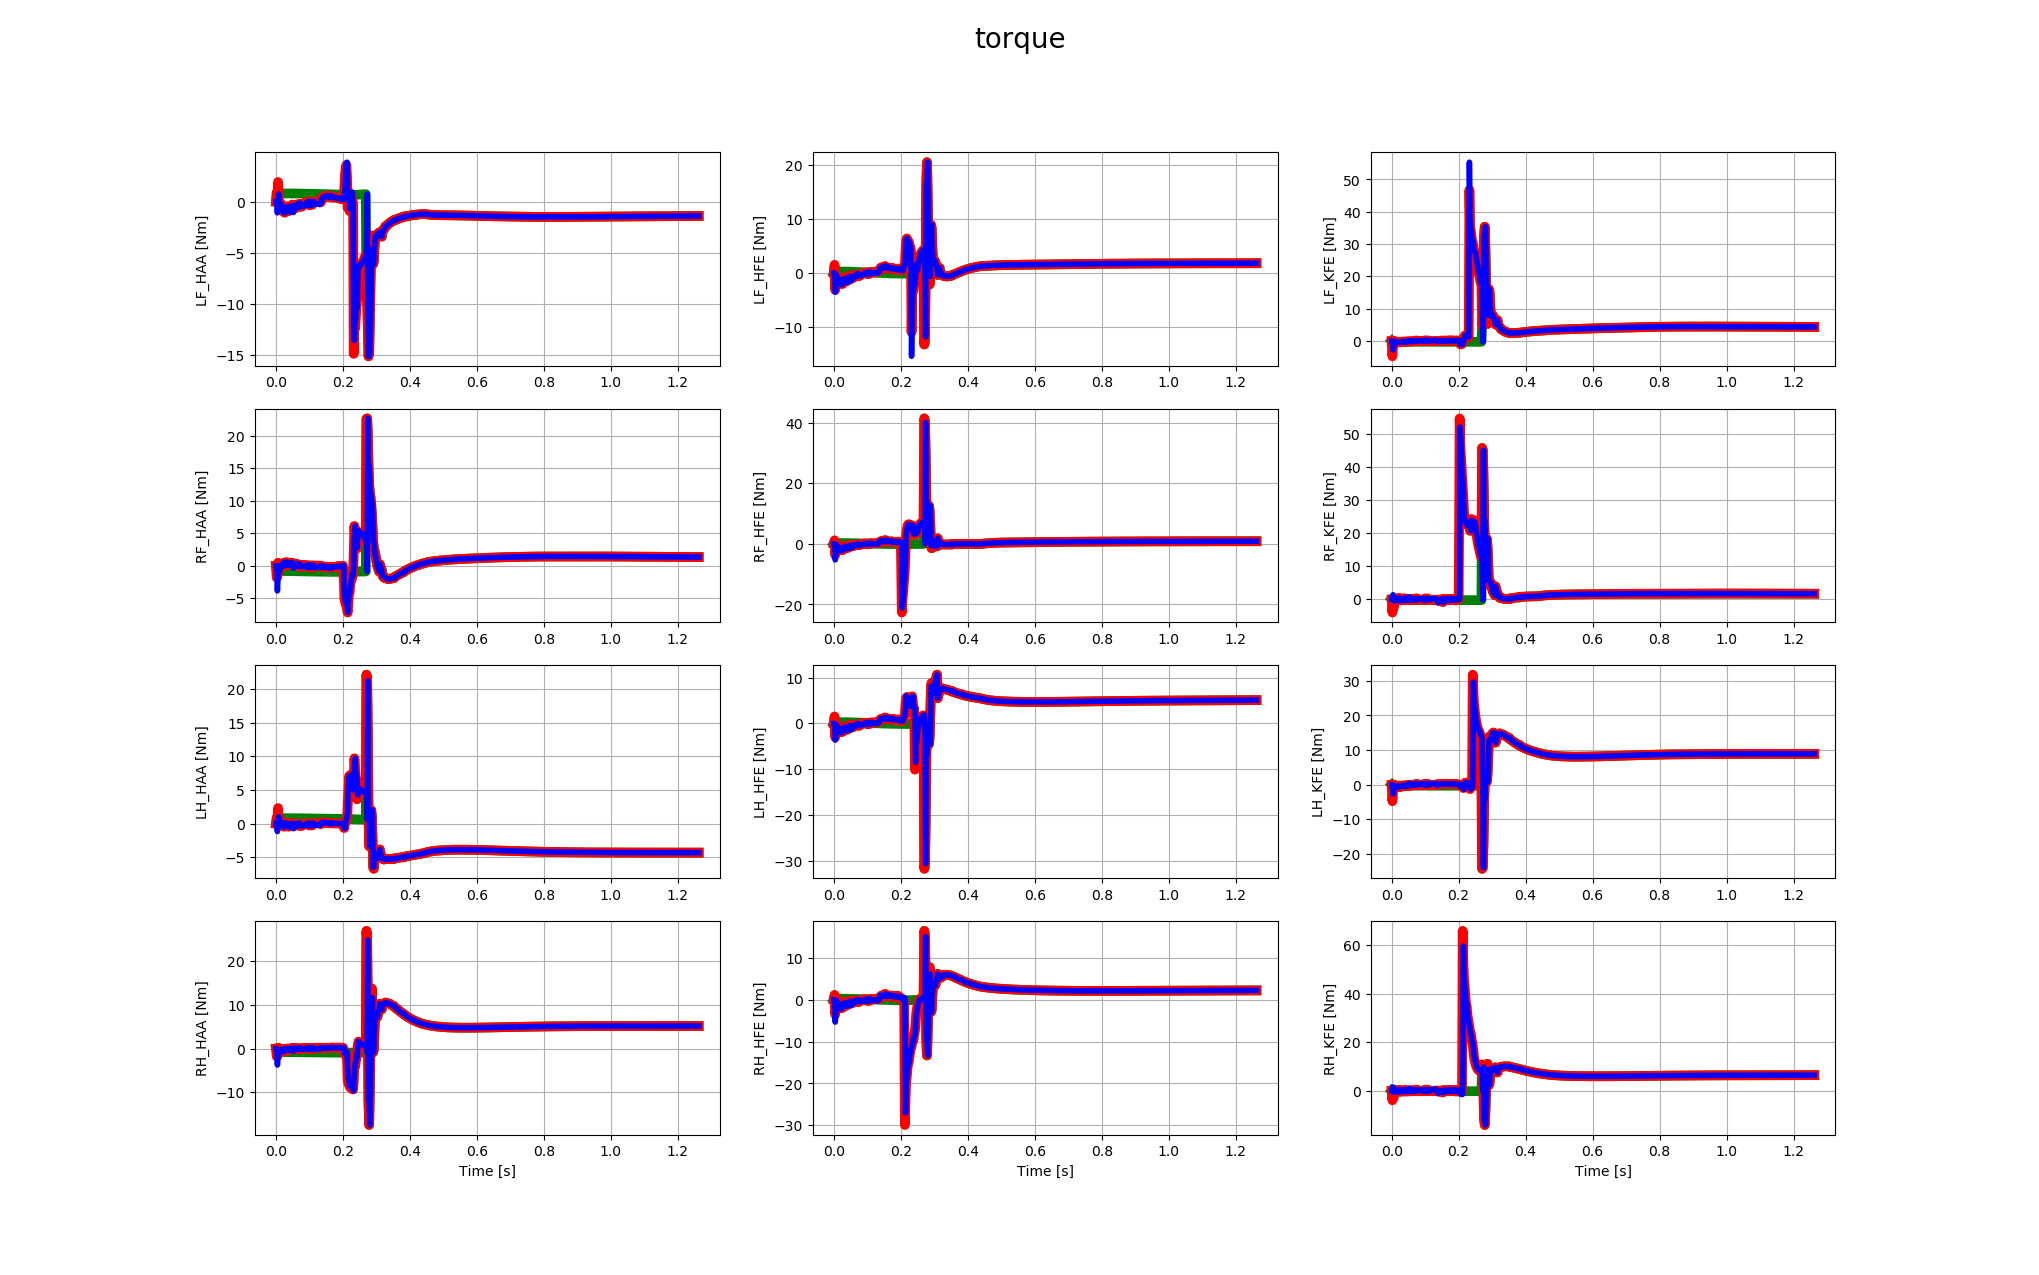 torque
LF_HAA [Nm]
0
−5
−10
−15
0.0 0.2 0.4 0.6 0.8 1.0 1.2
LF_HFE [Nm]
20
10
0
−10
0.0 0.2 0.4 0.6 0.8 1.0 1.2
LF_KFE [Nm]
50
40
30
20
10
0
0.0 0.2 0.4 0.6 0.8 1.0 1.2
RF_HAA [Nm]
20
15
10
5
0
−5
0.0 0.2 0.4 0.6 0.8 1.0 1.2
RF_HFE [Nm]
40
20
0
−20
0.0 0.2 0.4 0.6 0.8 1.0 1.2
RF_KFE [Nm]
50
40
30
20
10
0
0.0 0.2 0.4 0.6 0.8 1.0 1.2
LH_HAA [Nm]
20
15
10
5
0
−5
0.0 0.2 0.4 0.6 0.8 1.0 1.2
LH_HFE [Nm]
10
0
−10
−20
−30
0.0 0.2 0.4 0.6 0.8 1.0 1.2
LH_KFE [Nm]
30
20
10
0
−10
−20
0.0 0.2 0.4 0.6 0.8 1.0 1.2
RH_HAA [Nm]
20
10
0
−10
0.0 0.2 0.4 0.6 0.8 1.0 1.2
Time [s]
RH_HFE [Nm]
10
0
−10
−20
−30
0.0 0.2 0.4 0.6 0.8 1.0 1.2
Time [s]
RH_KFE [Nm]
60
40
20
0
0.0 0.2 0.4 0.6 0.8 1.0 1.2
Time [s]